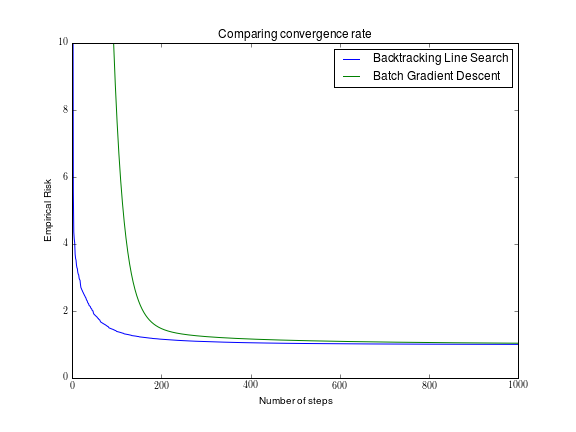 Comparing convergence rate
Backtracking Line Search
Batch Gradient Descent
10
8
6
4
2
0
Empirical Risk
0 200 400 600 800 1000
Number of steps